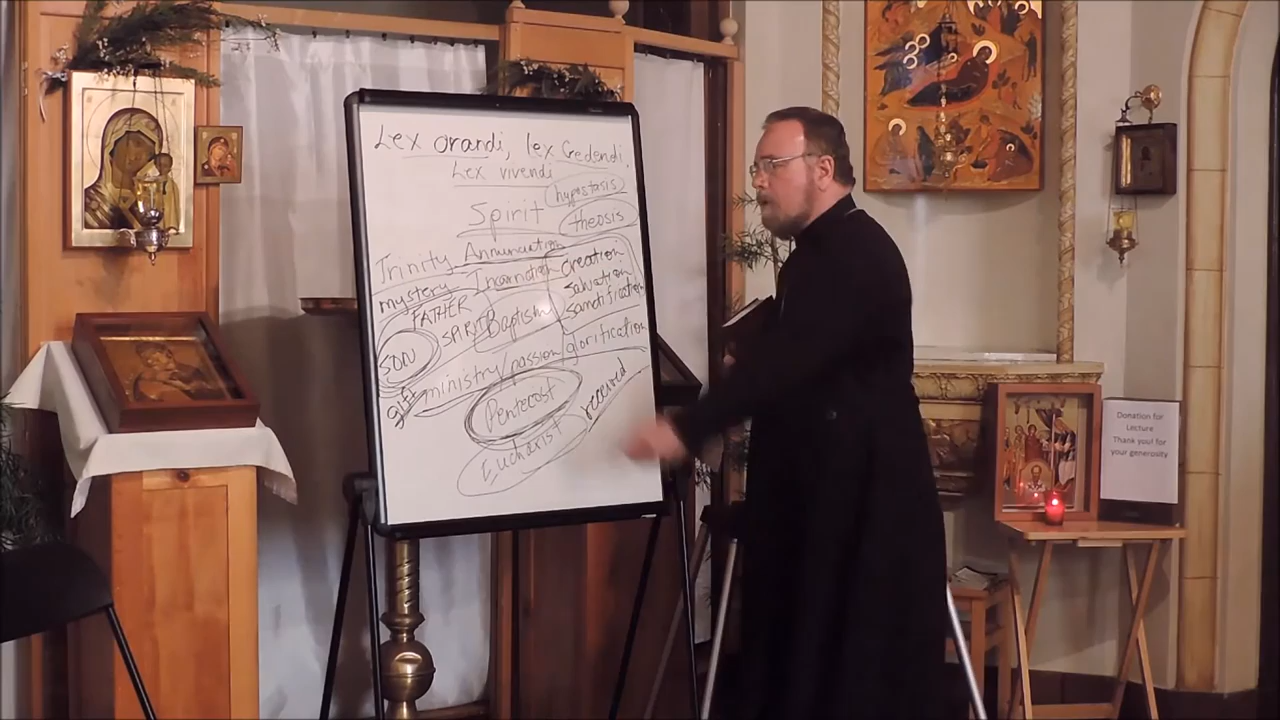 Lex orandi, lex Credendi,
Lex vivendi
hypostasis
Spirit
theosis
Trinity Annunciation
mystery Incarnation creation
salvation
sanctification
FATHER
SPIRIT Baptism
SON
glorification
gift ministry/passion
Pentecost
received
Eucharist
Donation for
Lecture
Thank you! for
your generosity